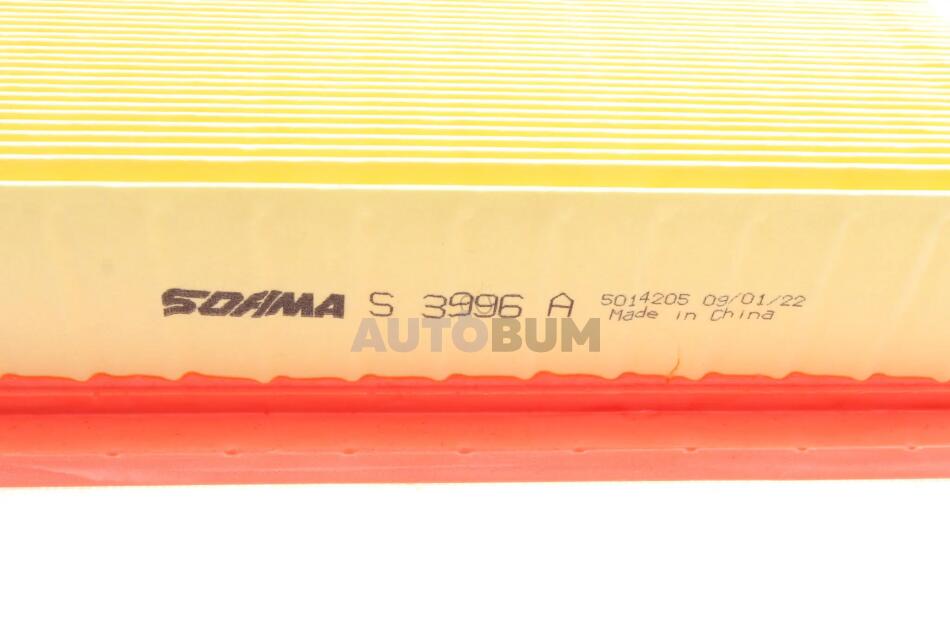 SOFIMA S 3996 A 5014205 09/01/22
Made in China
AUTOBUM